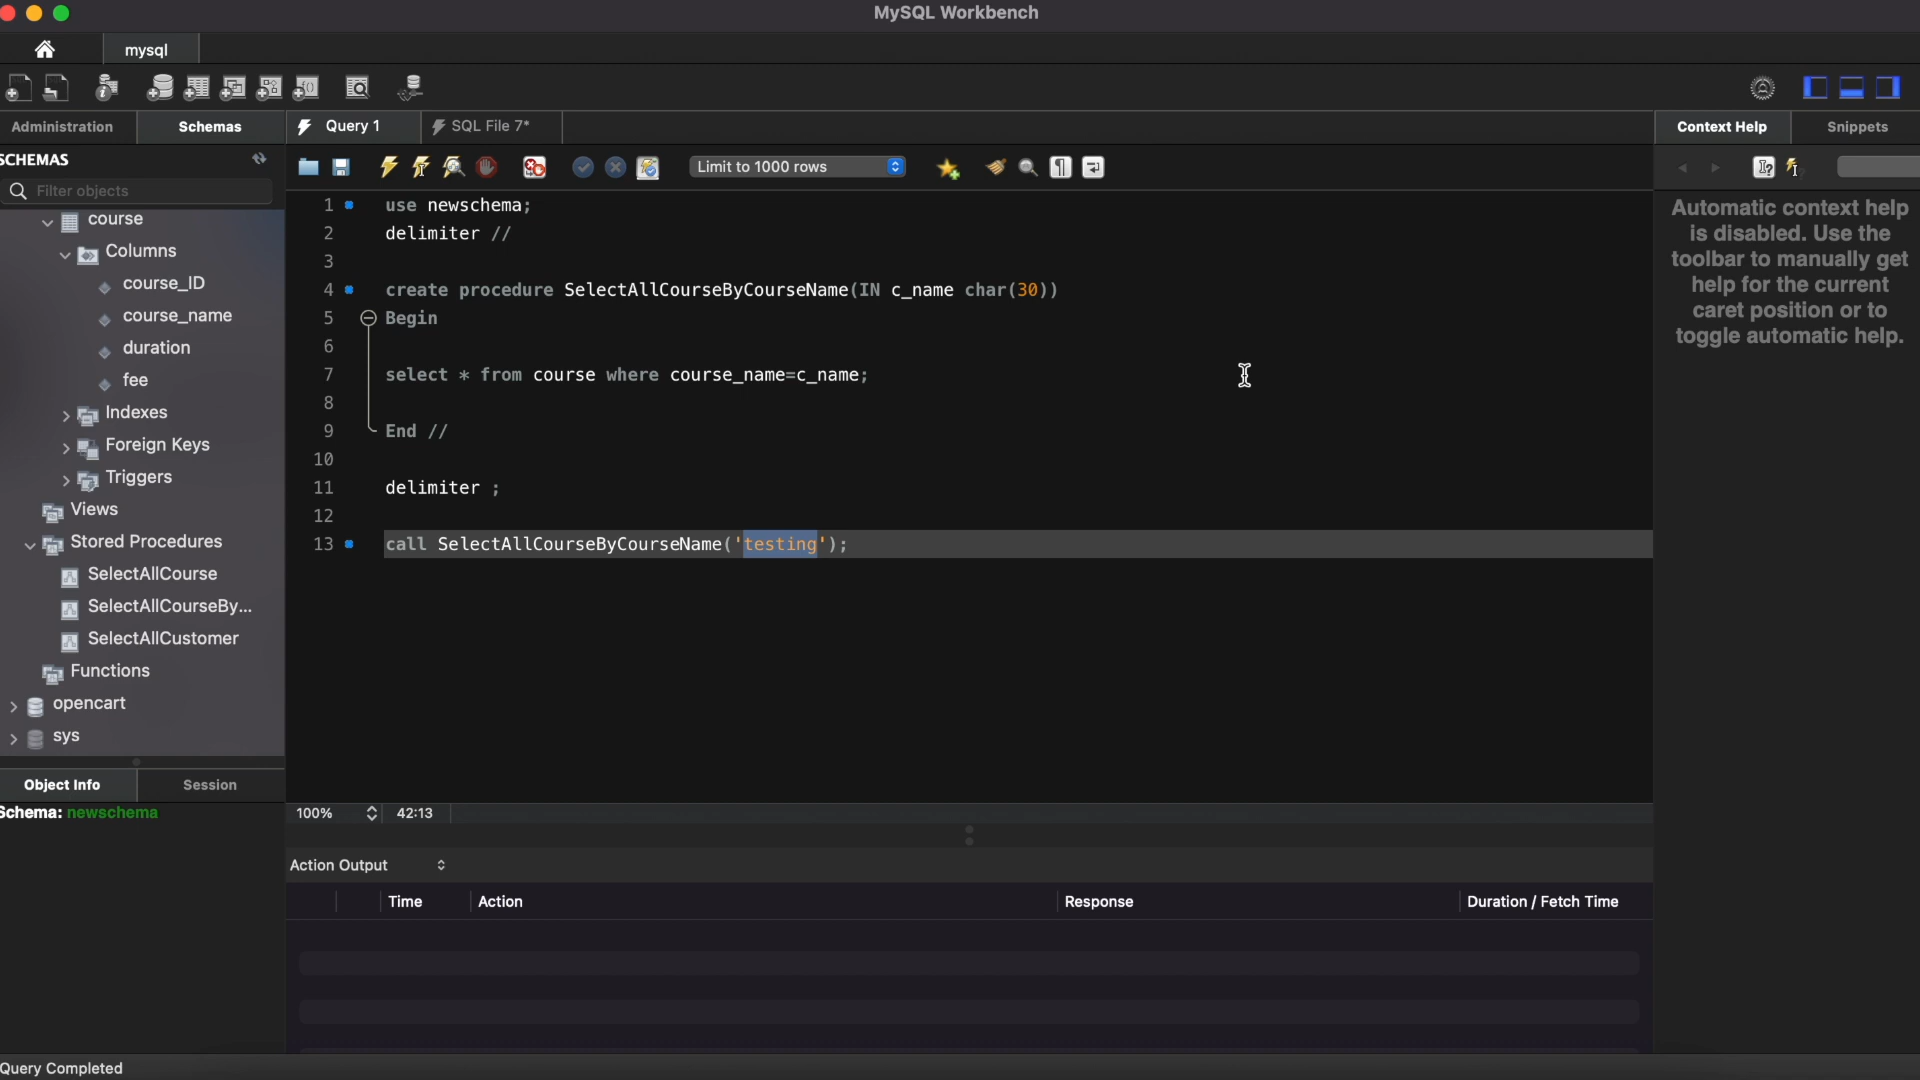 MySQL Workbench
mysql
Administration
Schemas
Query 1
SQL File 7*
Context Help
Snippets
SCHEMAS
Filter objects
Limit to 1000 rows
course
Columns
course_ID
course_name
duration
fee
Indexes
Foreign Keys
Triggers
Views
Stored Procedures
SelectAllCourse
SelectAllCourseBy...
SelectAllCustomer
Functions
opencart
sys
Object Info
Session
Schema: newschema
1 use newschema;
2 delimiter //
3
4 create procedure SelectAllCourseByCourseName(IN c_name char(30))
5 Begin
6
7 select * from course where course_name=c_name;
8
9 End //
10
11 delimiter ;
12
13 call SelectAllCourseByCourseName('testing');
100%
42:13
Action Output
Time
Action
Response
Duration / Fetch Time
Automatic context help
is disabled. Use the
toolbar to manually get
help for the current
caret position or to
toggle automatic help.
Query Completed